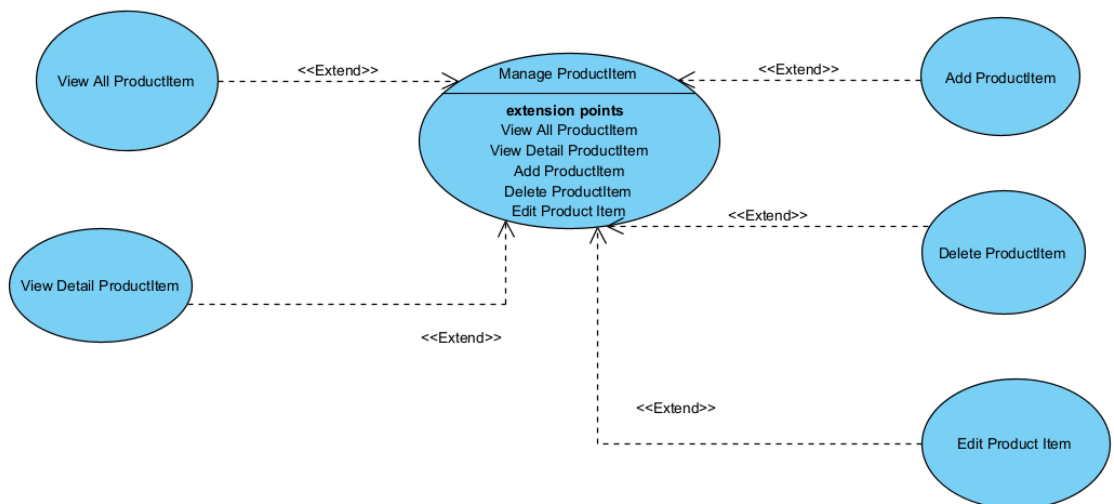 View All ProductItem
<<Extend>>
Manage ProductItem
<<Extend>>
Add ProductItem
extension points
View All ProductItem
View Detail ProductItem
Add ProductItem
Delete ProductItem
Edit Product Item
<<Extend>>
Delete ProductItem
View Detail ProductItem
<<Extend>>
<<Extend>>
Edit Product Item